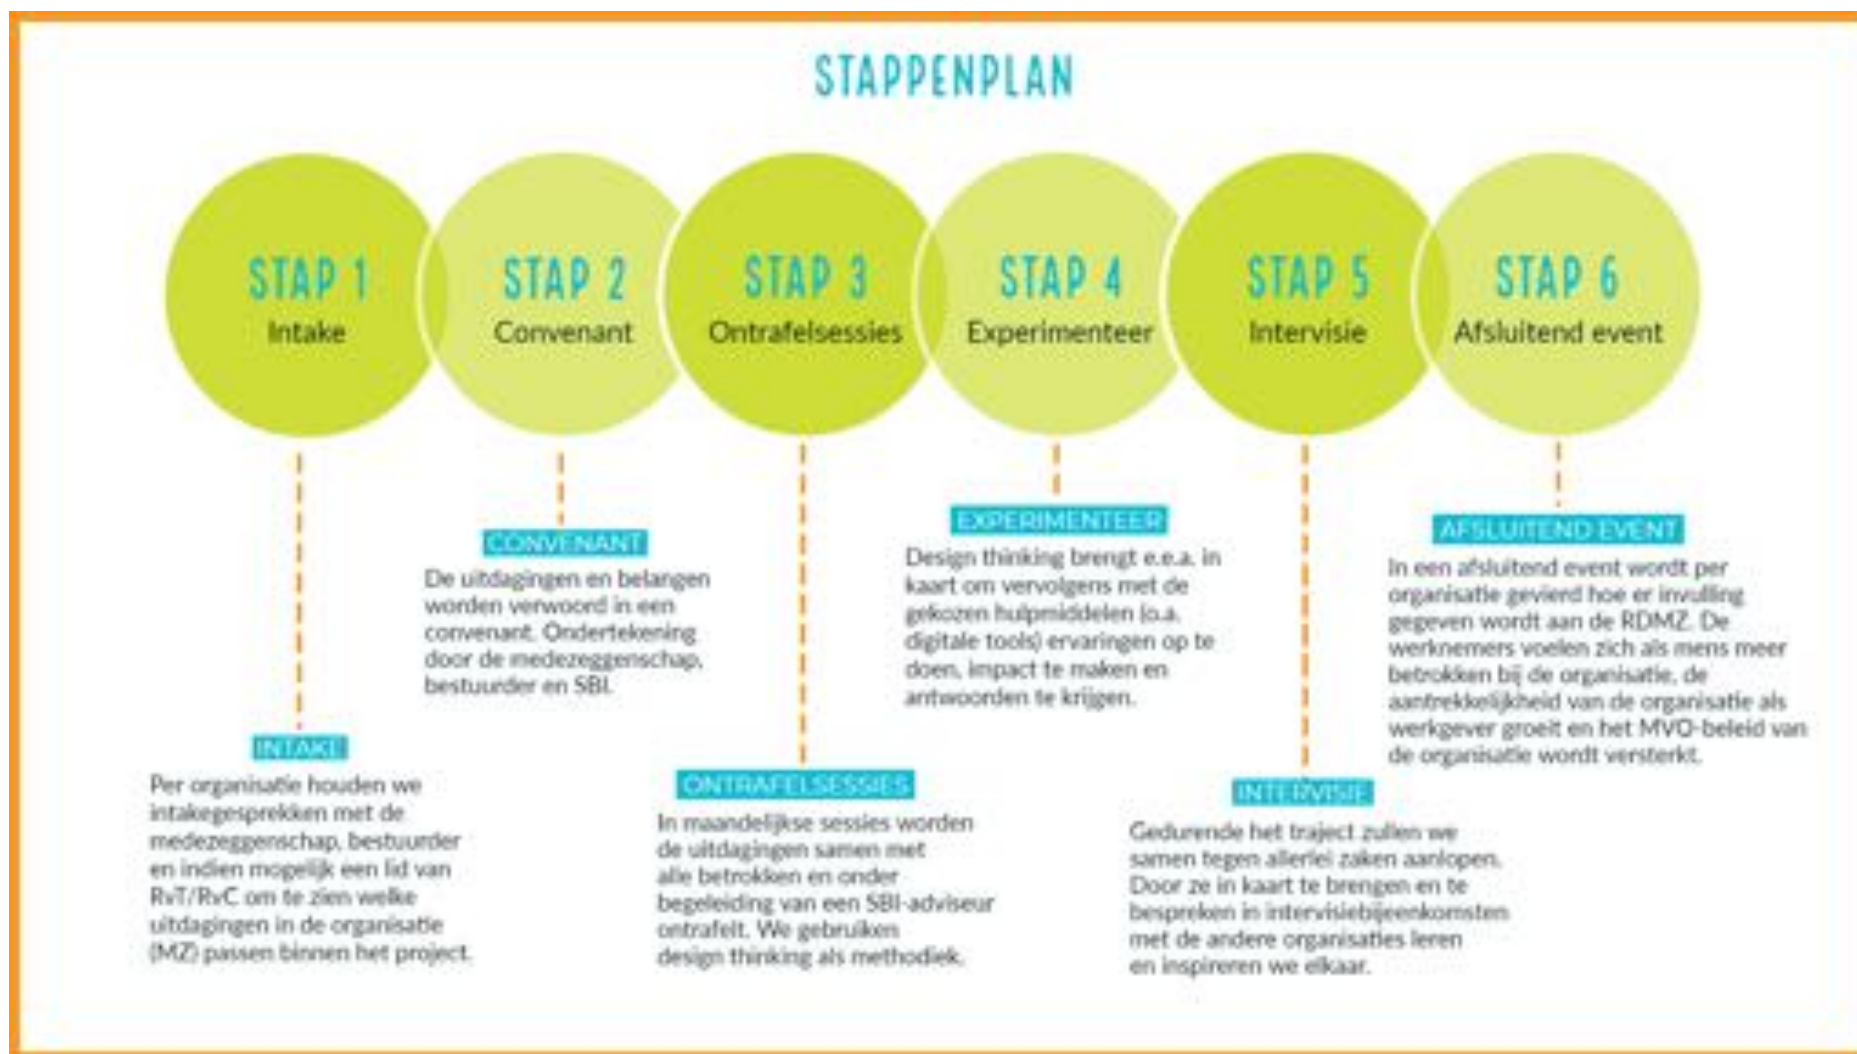 STAPPENPLAN
STAP 1
Intake
STAP 2
Convenant
STAP 3
Ontrafelsessies
STAP 4
Experimenteer
STAP 5
Intervisie
STAP 6
Afsluitend event
INTAKE
Per organisatie houden we
intakegesprekken met de
medezeggenschap, bestuurder
en indien mogelijk een lid van
RvT/RvC om te zien welke
uitdagingen in de organisatie
(MZ) passen binnen het project.
CONVENANT
De uitdagingen en belangen
worden verwoord in een
convenant. Ondertekening
door de medezeggenschap,
bestuurder en SBI.
ONTRAFELSESSIES
In maandelijkse sessies worden
de uitdagingen samen met
alle betrokken en onder
begeleiding van een SBI-adviseur
ontrafelt. We gebruiken
design thinking als methodiek.
EXPERIMENTEER
Design thinking brengt e.e.a. in
kaart om vervolgens met de
gekozen hulpmiddelen (o.a.
digitale tools) ervaringen op te
doen, impact te maken en
antwoorden te krijgen.
INTERVISIE
Gedurende het traject zullen we
samen tegen allerlei zaken aanlopen.
Door ze in kaart te brengen en te
bespreken in intervisiebijeenkomsten
met de andere organisaties leren
en inspireren we elkaar.
AFSLUITEND EVENT
In een afsluitend event wordt per
organisatie gevierd hoe er invulling
gegeven wordt aan de RDMZ. De
werknemers voelen zich als mens meer
betrokken bij de organisatie, de
aantrekkelijkheid van de organisatie als
werkgever groeit en het MVO-beleid van
de organisatie wordt versterkt.